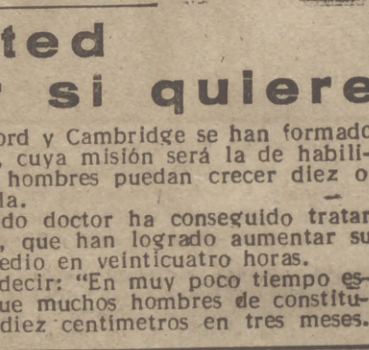 ted
r si quiere
ord y Cambridge se han formado
, cuya misión será la de habili-
hombres puedan crecer diez o
la.
do doctor ha conseguido tratar
, que han logrado aumentar su
edio en veinticuatro horas.
decir: "En muy poco tiempo es-
ue muchos hombres de constitu-
diez centímetros en tres meses.